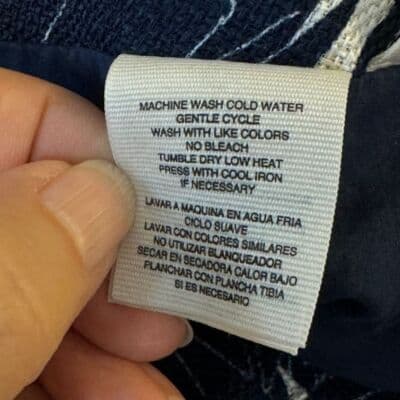 MACHINE WASH COLD WATER
GENTLE CYCLE
WASH WITH LIKE COLORS
NO BLEACH
TUMBLE DRY LOW HEAT
PRESS WITH COOL IRON
IF NECESSARY
LAVAR A MAQUINA EN AGUA FRIA
CICLO SUAVE
LAVAR CON COLORES SIMILARES
NO UTILIZAR BLANQUEADOR
SECAR EN SECADORA CALOR BAJO
PLANCHAR CON PLANCHA TIBIA
SI ES NECESARIO